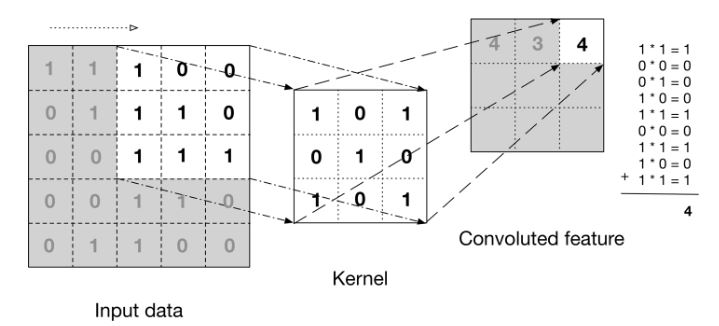 1 1 1 0 0
0 1 1 1 0
0 0 1 1 1
0 0 1 1 0
0 1 1 0 0
Input data
1 0 1
0 1 0
1 0 1
Kernel
4 3 4
Convoluted feature
1 * 1 = 1
0 * 0 = 0
0 * 1 = 0
1 * 0 = 0
1 * 1 = 1
0 * 0 = 0
1 * 1 = 1
1 * 0 = 0
+ 1 * 1 = 1
4